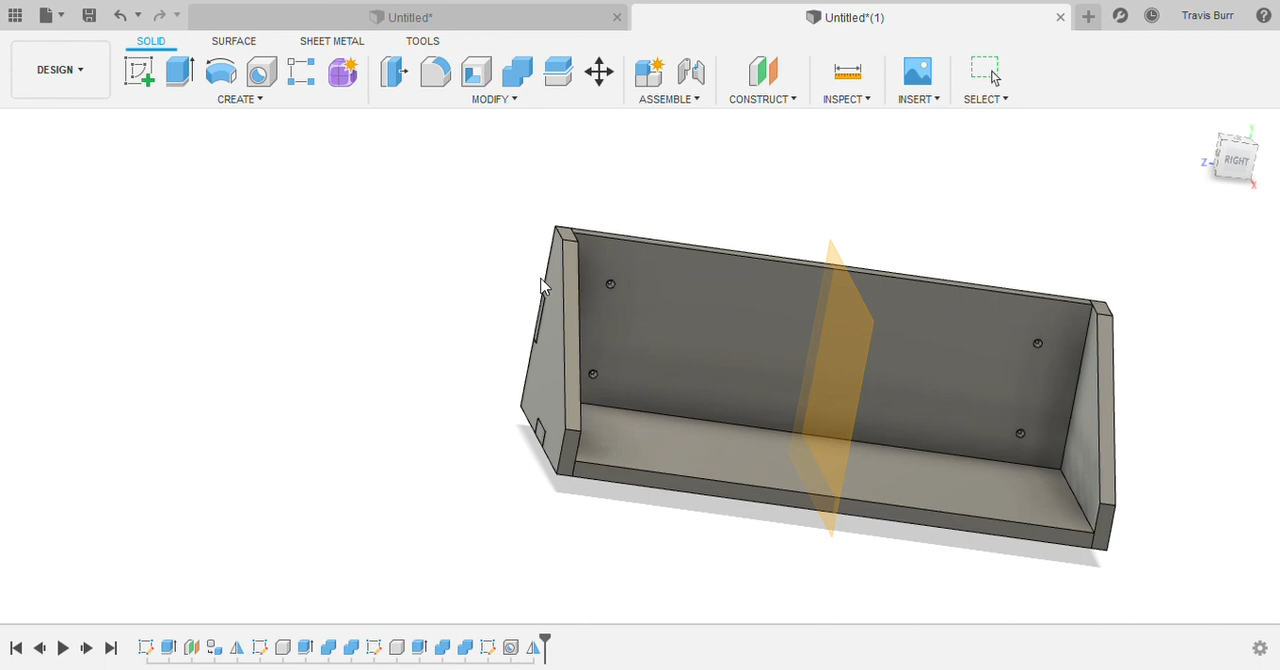 Untitled*
Untitled*(1)
Travis Burr
SOLID SURFACE SHEET METAL TOOLS
DESIGN
CREATE MODIFY ASSEMBLE CONSTRUCT INSPECT INSERT SELECT
Y
Z
RIGHT
X